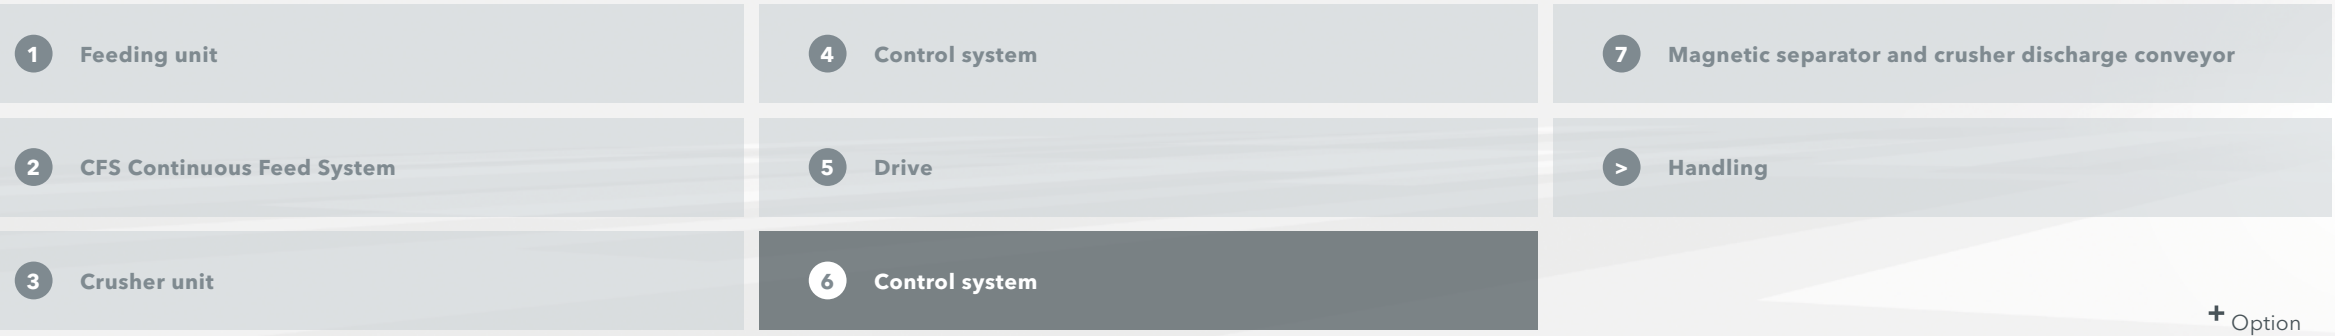 1 Feeding unit
2 CFS Continuous Feed System
3 Crusher unit
4 Control system
5 Drive
6 Control system
7 Magnetic separator and crusher discharge conveyor
> Handling
+ Option